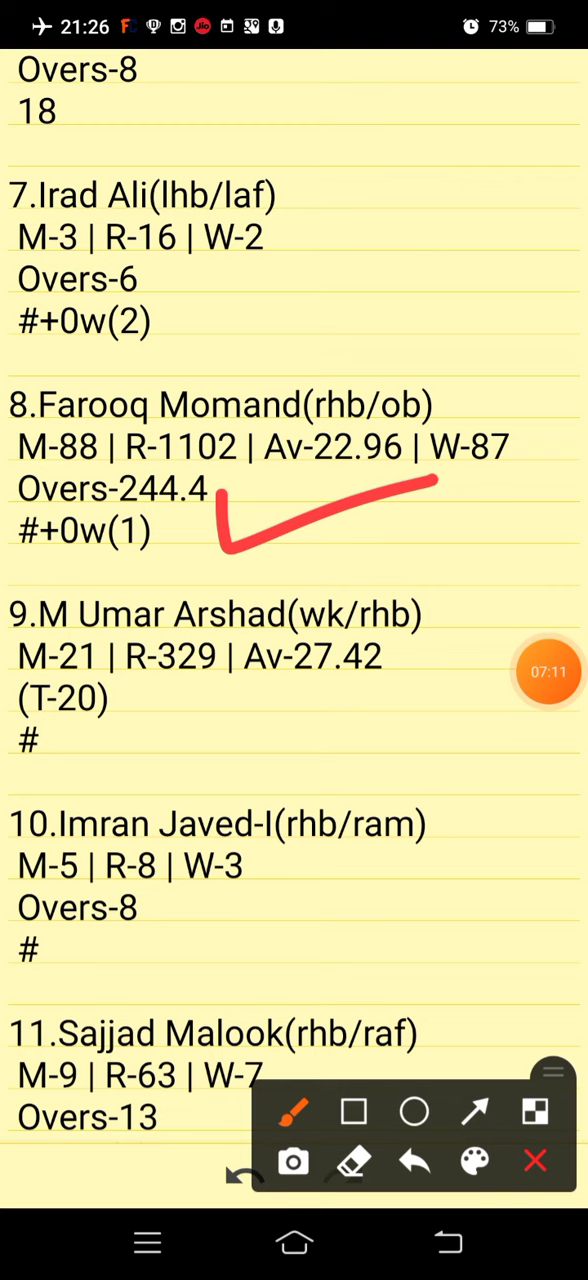 21:26
Jio
73%
Overs-8
18
7.Irad Ali(lhb/laf)
M-3 | R-16 | W-2
Overs-6
#+0w(2)
8.Farooq Momand(rhb/ob)
M-88 | R-1102 | Av-22.96 | W-87
Overs-244.4
#+0w(1)
9.M Umar Arshad(wk/rhb)
M-21 | R-329 | Av-27.42
(T-20)
#
07:11
10.Imran Javed-I(rhb/ram)
M-5 | R-8 | W-3
Overs-8
#
11.Sajjad Malook(rhb/raf)
M-9 | R-63 | W-7
Overs-13